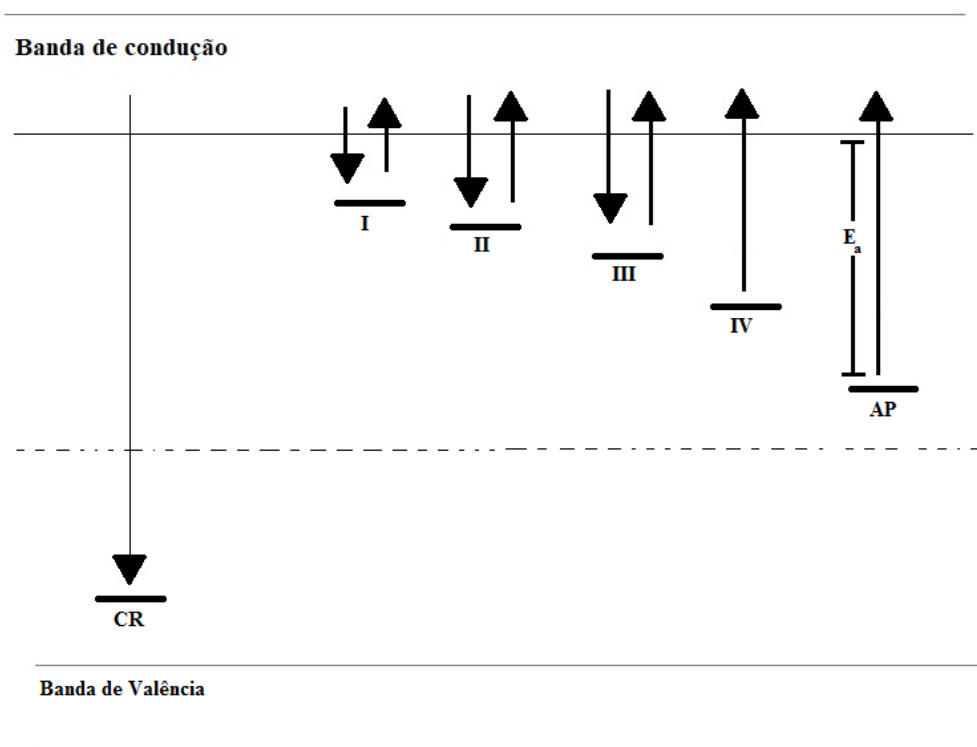 Banda de condução
I
II
III
IV
E
a
AP
CR
Banda de Valência